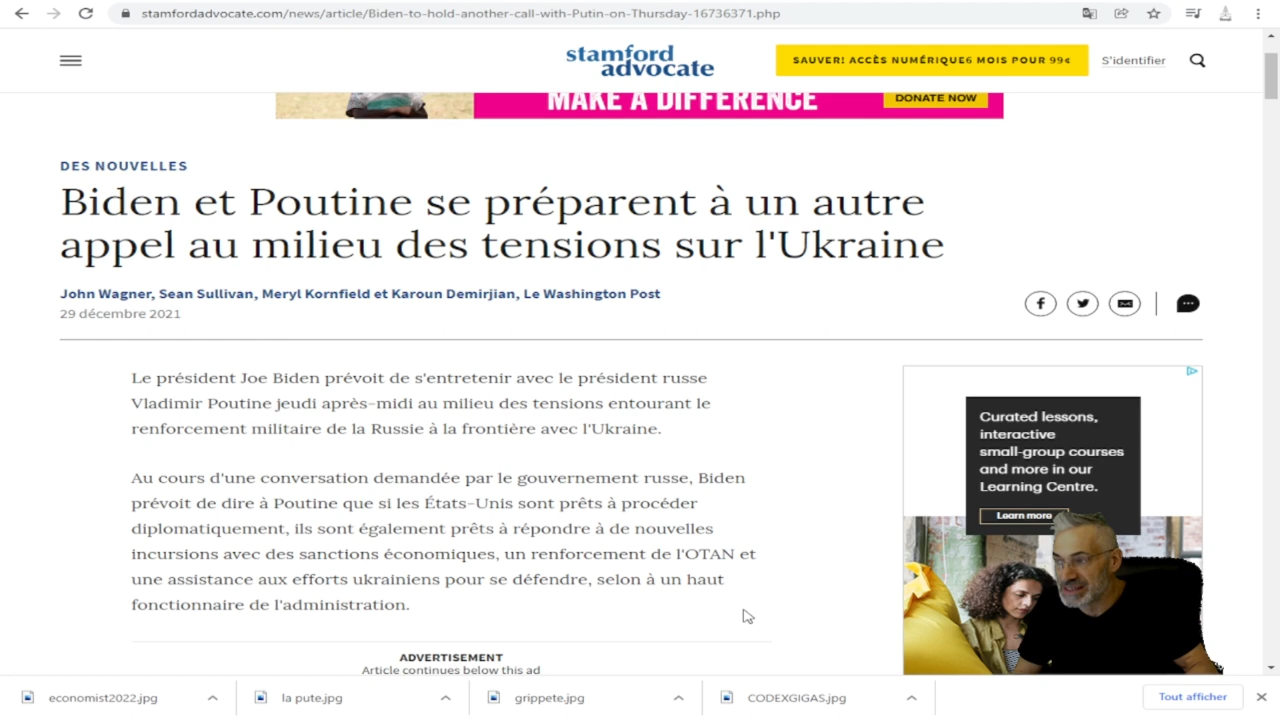 stamfordadvocate.com/news/article/Biden-to-hold-another-call-with-Putin-on-Thursday-16736371.php
stamford
advocate
SAUVER! ACCÈS NUMÉRIQUE6 MOIS POUR 99¢
S'identifier
MAKE A DIFFERENCE
DONATE NOW
DES NOUVELLES
Biden et Poutine se préparent à un autre
appel au milieu des tensions sur l'Ukraine
John Wagner, Sean Sullivan, Meryl Kornfield et Karoun Demirjian, Le Washington Post
29 décembre 2021
Le président Joe Biden prévoit de s'entretenir avec le président russe
Vladimir Poutine jeudi après-midi au milieu des tensions entourant le
renforcement militaire de la Russie à la frontière avec l'Ukraine.
Au cours d'une conversation demandée par le gouvernement russe, Biden
prévoit de dire à Poutine que si les États-Unis sont prêts à procéder
diplomatiquement, ils sont également prêts à répondre à de nouvelles
incursions avec des sanctions économiques, un renforcement de l'OTAN et
une assistance aux efforts ukrainiens pour se défendre, selon à un haut
fonctionnaire de l'administration.
ADVERTISEMENT
Article continues below this ad
Curated lessons,
interactive
small-group courses
and more in our
Learning Centre.
Learn more
economist2022.jpg
la pute.jpg
grippete.jpg
CODEXGIGAS.jpg
Tout afficher